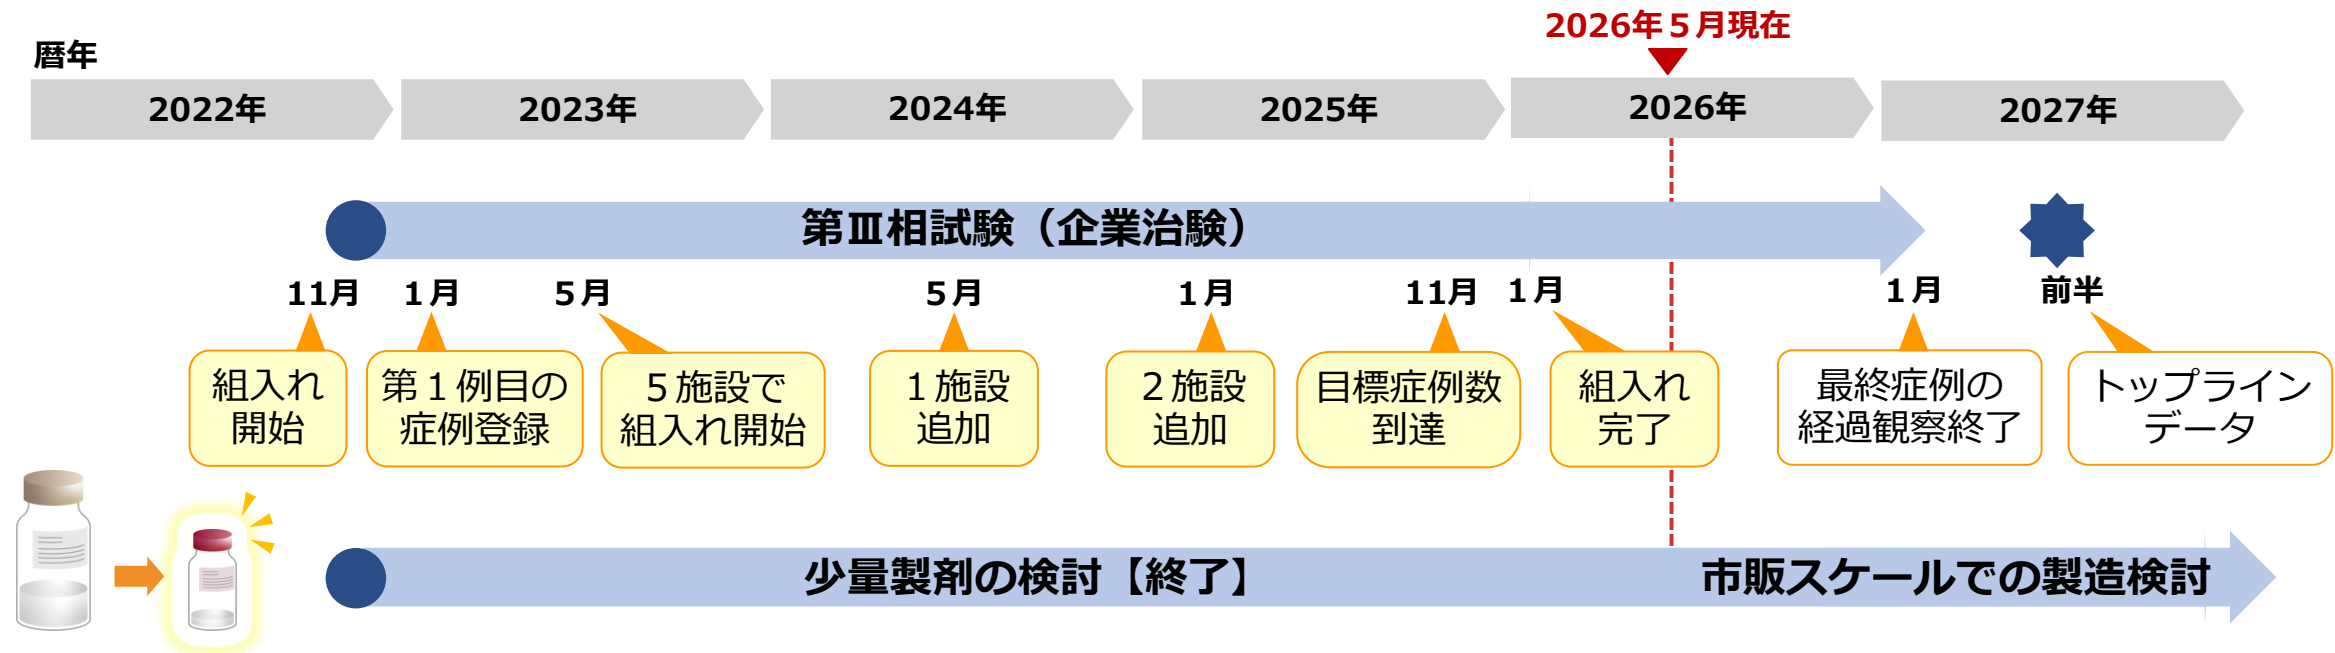 2026年５月現在
暦年
2022年
2023年
2024年
2025年
2026年
2027年
第Ⅲ相試験（企業治験）
11月
１月
５月
５月
１月
11月
１月
１月
前半
組入れ
開始
第１例目の
症例登録
５施設で
組入れ開始
１施設
追加
２施設
追加
目標症例数
到達
組入れ
完了
最終症例の
経過観察終了
トップライン
データ
少量製剤の検討【終了】
市販スケールでの製造検討